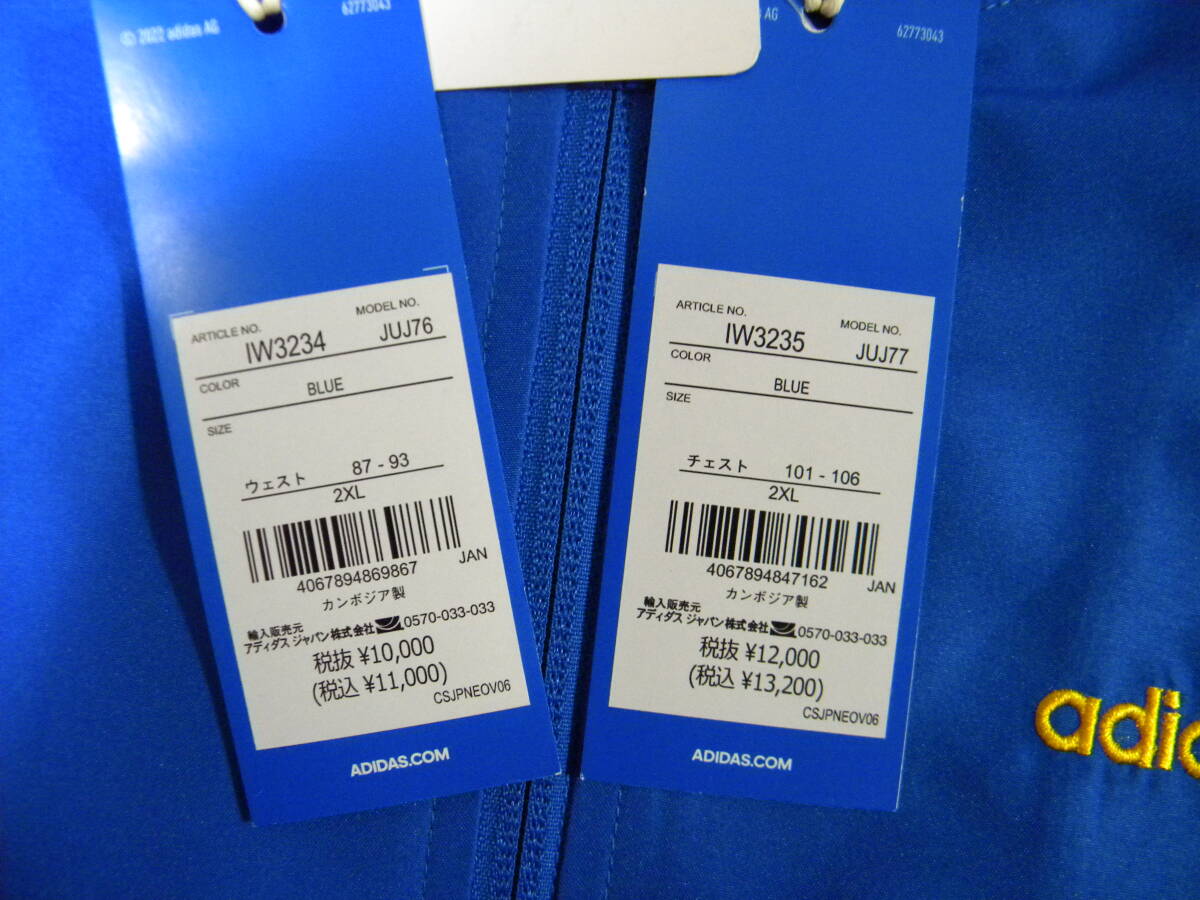 © 2022 adidas AG
62773043
ARTICLE NO.
MODEL NO.
IW3234
JUJ76
COLOR
BLUE
SIZE
ウェスト 87 - 93
2XL
4067894869867
JAN
カンボジア製
輸入販売元
アディダス ジャパン株式会社 0570-033-033
税抜 ¥10,000
(税込 ¥11,000)
CSJPNEOV06
ADIDAS.COM
AG
62773043
ARTICLE NO.
MODEL NO.
IW3235
JUJ77
COLOR
BLUE
SIZE
チェスト 101 - 106
2XL
4067894847162
JAN
カンボジア製
輸入販売元
アディダス ジャパン株式会社 0570-033-033
税抜 ¥12,000
(税込 ¥13,200)
CSJPNEOV06
ADIDAS.COM
adid